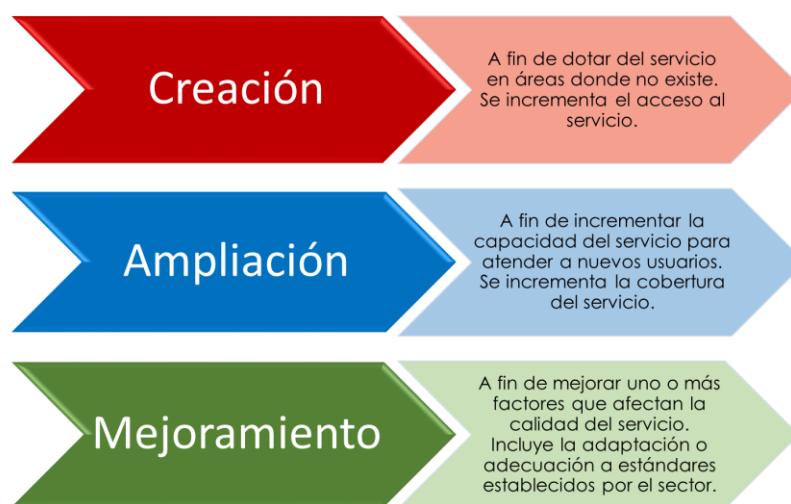 Creación
A fin de dotar del servicio
en áreas donde no existe.
Se incrementa el acceso al
servicio.
Ampliación
A fin de incrementar la
capacidad del servicio para
atender a nuevos usuarios.
Se incrementa la cobertura
del servicio.
Mejoramiento
A fin de mejorar uno o más
factores que afectan la
calidad del servicio.
Incluye la adaptación o
adecuación a estándares
establecidos por el sector.